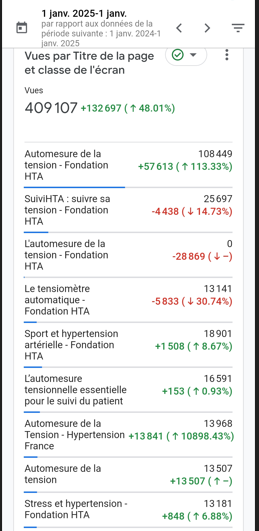 1 janv. 2025-1 janv.
par rapport aux données de la
période suivante : 1 janv. 2024-1
janv. 2025
Vues par Titre de la page
et classe de l'écran
Vues
409 107 +132 697 (↑ 48.01%)
Automesure de la
tension - Fondation
HTA
108 449
+57 613 (↑ 113.33%)
SuiviHTA : suivre sa
tension - Fondation
HTA
25 697
-4 438 (↓ 14.73%)
L'automesure de la
tension - Fondation
HTA
0
-28 869 (↓ –)
Le tensiomètre
automatique -
Fondation HTA
13 141
-5 833 (↓ 30.74%)
Sport et hypertension
artérielle - Fondation
HTA
18 901
+1 508 (↑ 8.67%)
L'automesure
tensionnelle essentielle
pour le suivi du patient
16 591
+153 (↑ 0.93%)
Automesure de la
Tension - Hypertension
France
13 968
+13 841 (↑ 10898.43%)
Automesure de la
tension
13 507
+13 507 (↑ –)
Stress et hypertension -
Fondation HTA
13 181
+848 (↑ 6.88%)